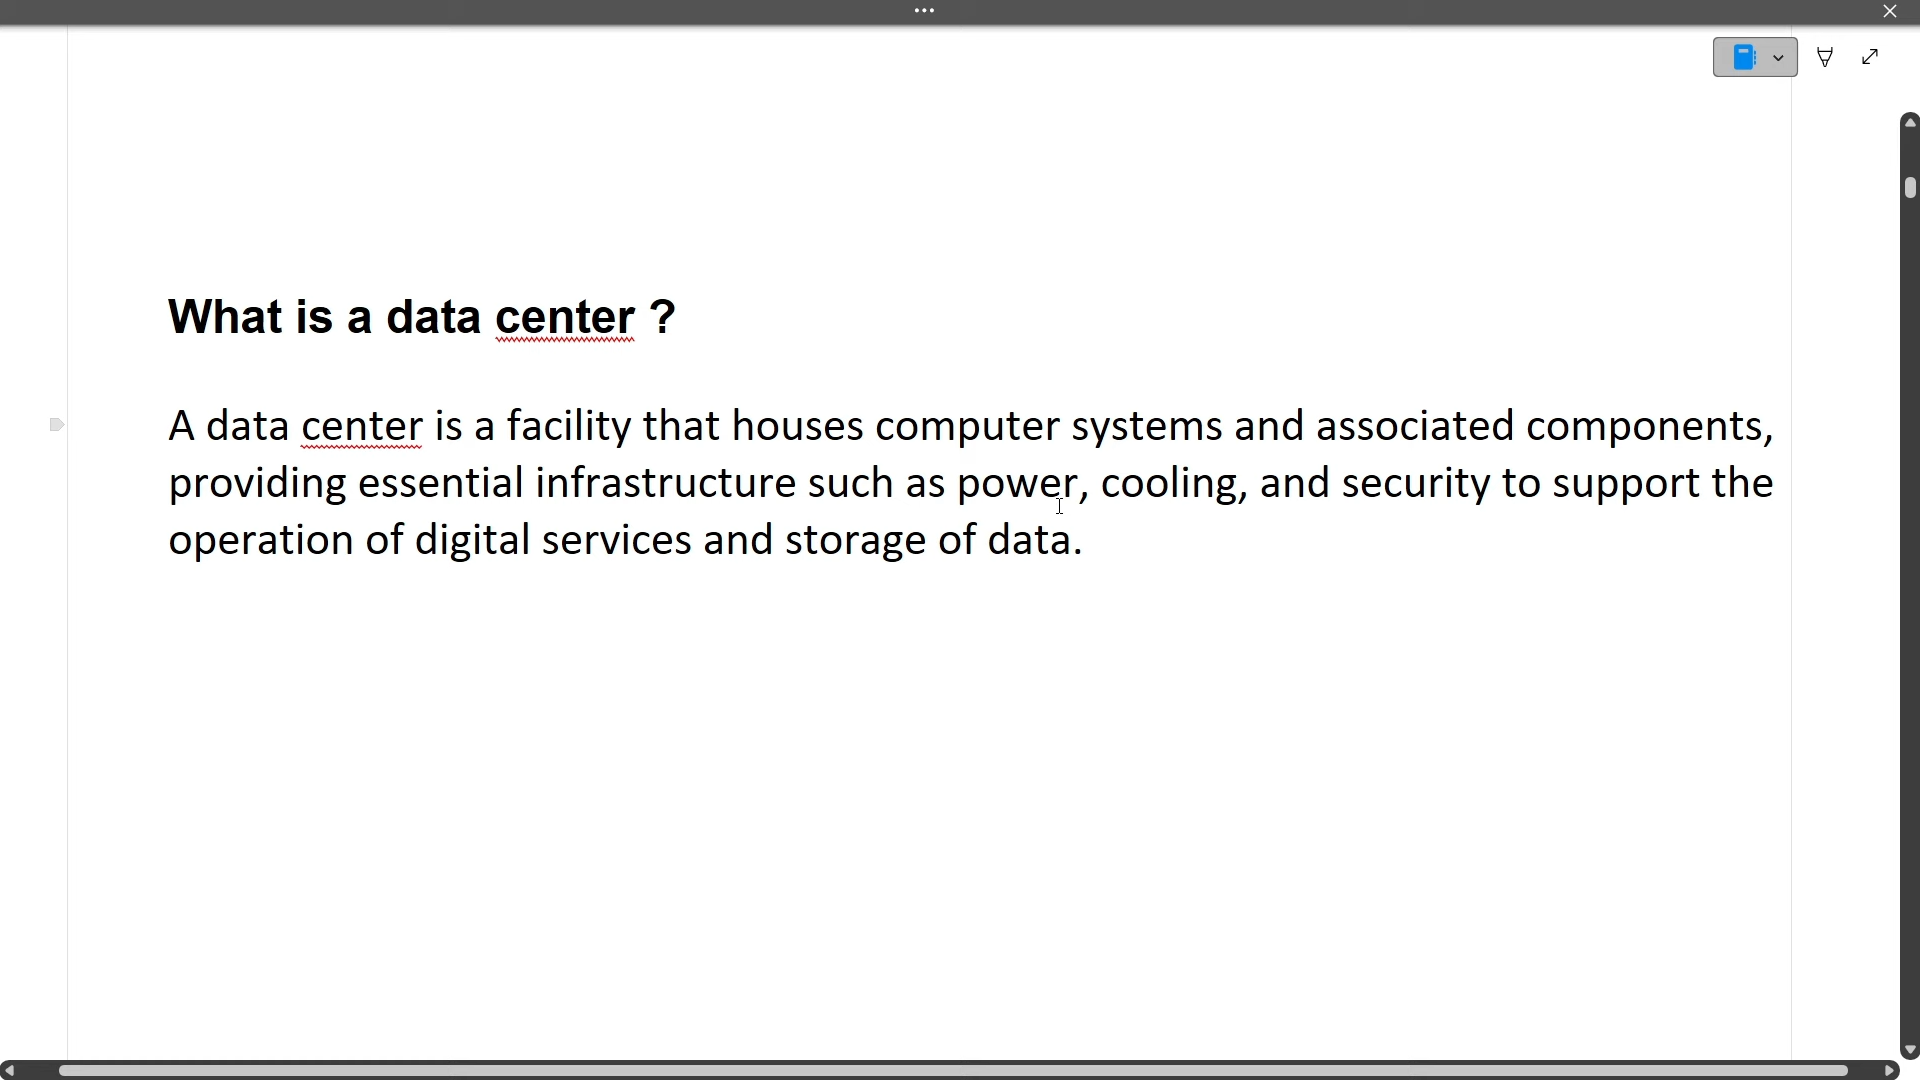 What is a data center ?
A data center is a facility that houses computer systems and associated components,
providing essential infrastructure such as power, cooling, and security to support the
operation of digital services and storage of data.